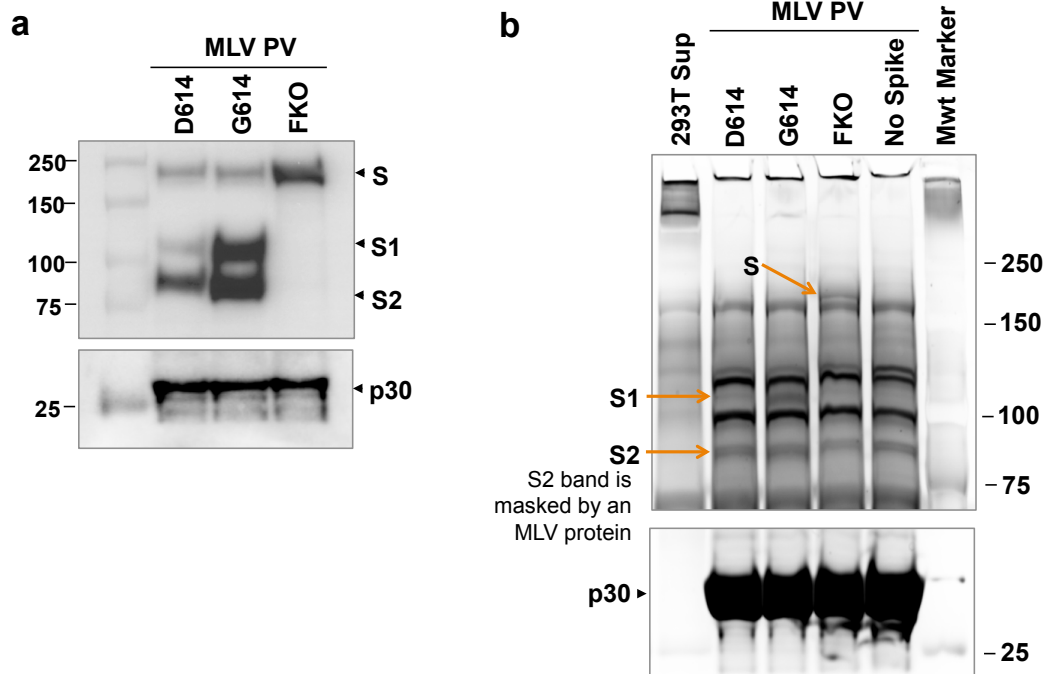 a
MLV PV
D614
G614
FKO
250
150
100
75
S
S1
S2
25
p30
b
MLV PV
293T Sup
D614
G614
FKO
No Spike
Mwt Marker
S
S1
S2
S2 band is
masked by an
MLV protein
250
150
100
75
p30
25